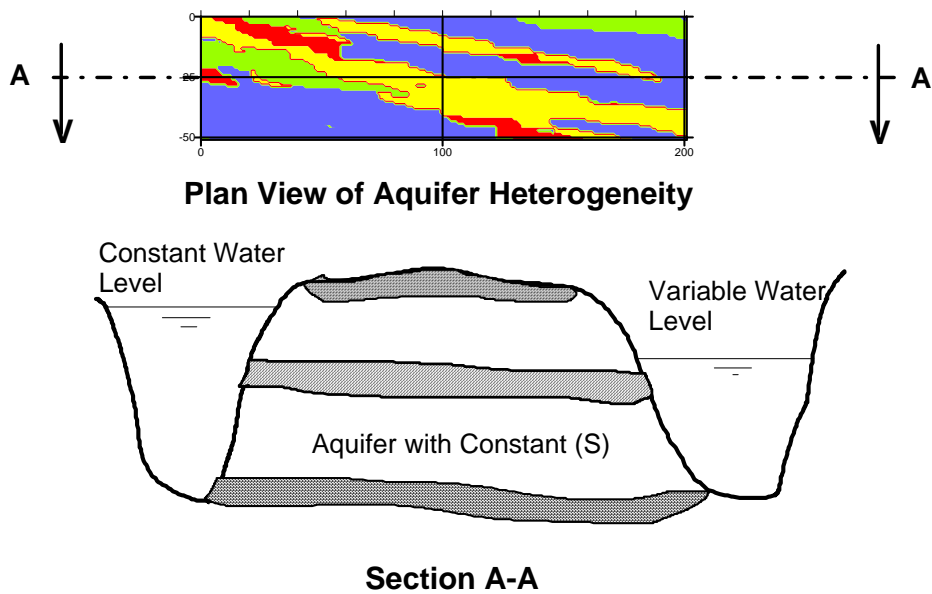 0
A
-25
A
-50
0
100
200
Plan View of Aquifer Heterogeneity
Constant Water
Level
Variable Water
Level
Aquifer with Constant (S)
Section A-A